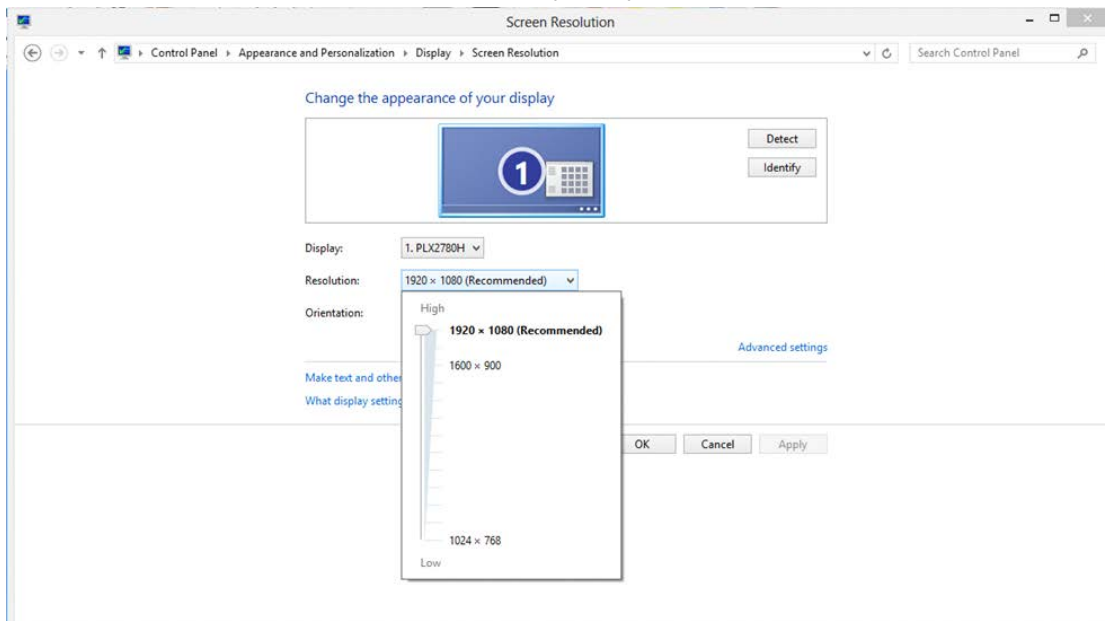 Screen Resolution
Control Panel ▸ Appearance and Personalization ▸ Display ▸ Screen Resolution
Search Control Panel
Change the appearance of your display
1
Detect
Identify
Display:
1. PLX2780H
Resolution:
1920 × 1080 (Recommended)
Orientation:
High
1920 × 1080 (Recommended)
1600 × 900
1024 × 768
Low
Advanced settings
Make text and other
What display setting
OK
Cancel
Apply